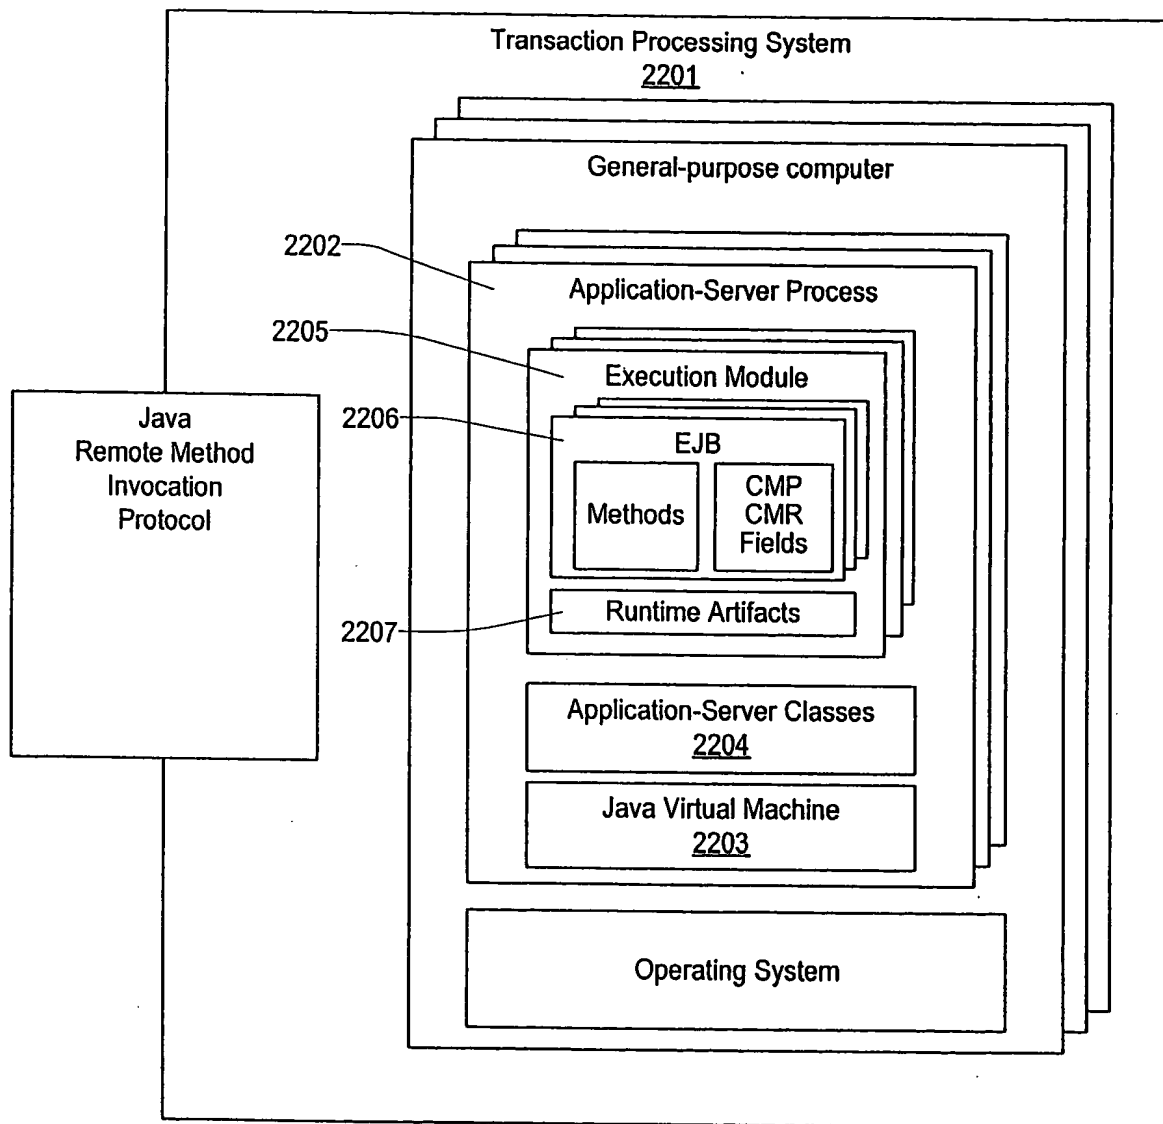 Transaction Processing System
2201
General-purpose computer
2202
Application-Server Process
2205
Execution Module
2206
EJB
Methods
CMP
CMR
Fields
2207
Runtime Artifacts
Java
Remote Method
Invocation
Protocol
Application-Server Classes
2204
Java Virtual Machine
2203
Operating System